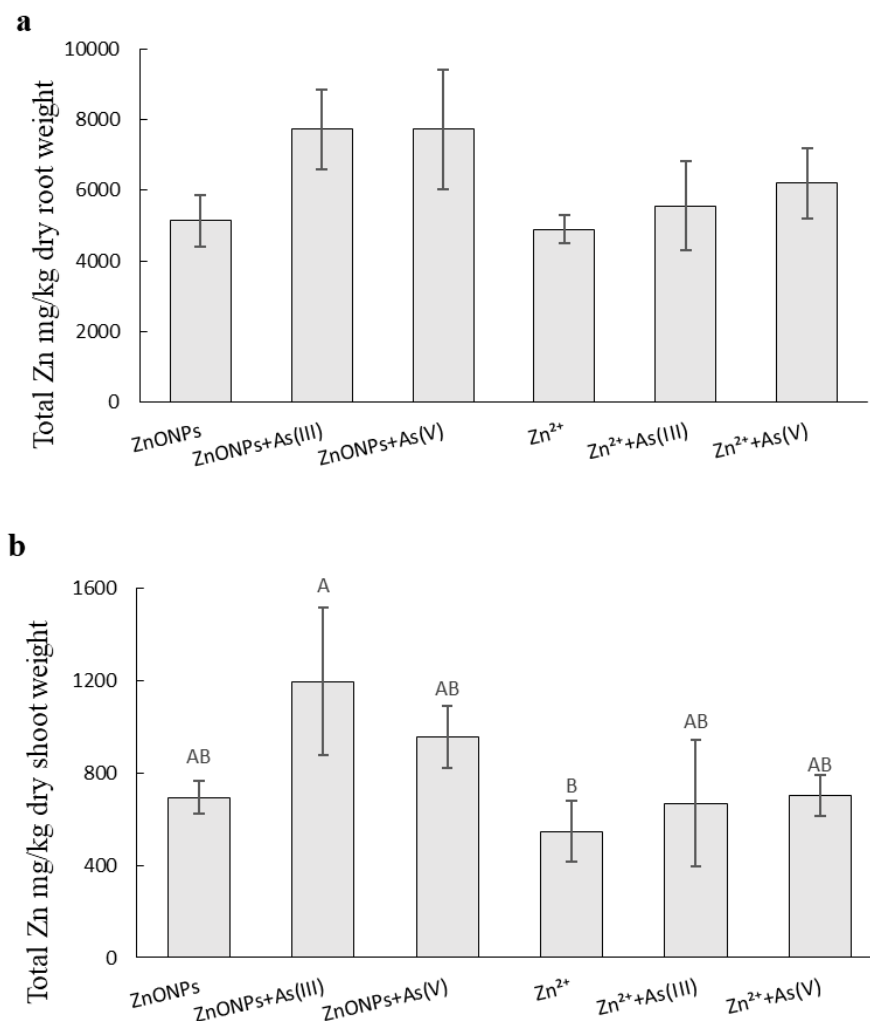 a
Total Zn mg/kg dry root weight
10000
8000
6000
4000
2000
0
ZnONPs
ZnONPs+As(III)
ZnONPs+As(V)
Zn²⁺
Zn²⁺+As(III)
Zn²⁺+As(V)
b
Total Zn mg/kg dry shoot weight
1600
1200
800
400
0
AB
A
AB
B
AB
AB
ZnONPs
ZnONPs+As(III)
ZnONPs+As(V)
Zn²⁺
Zn²⁺+As(III)
Zn²⁺+As(V)